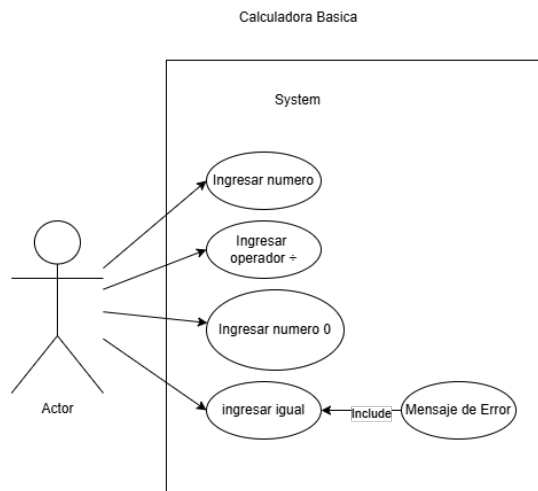 Calculadora Basica
System
Ingresar numero
Ingresar
operador ÷
Ingresar numero 0
Actor
ingresar igual
Include
Mensaje de Error